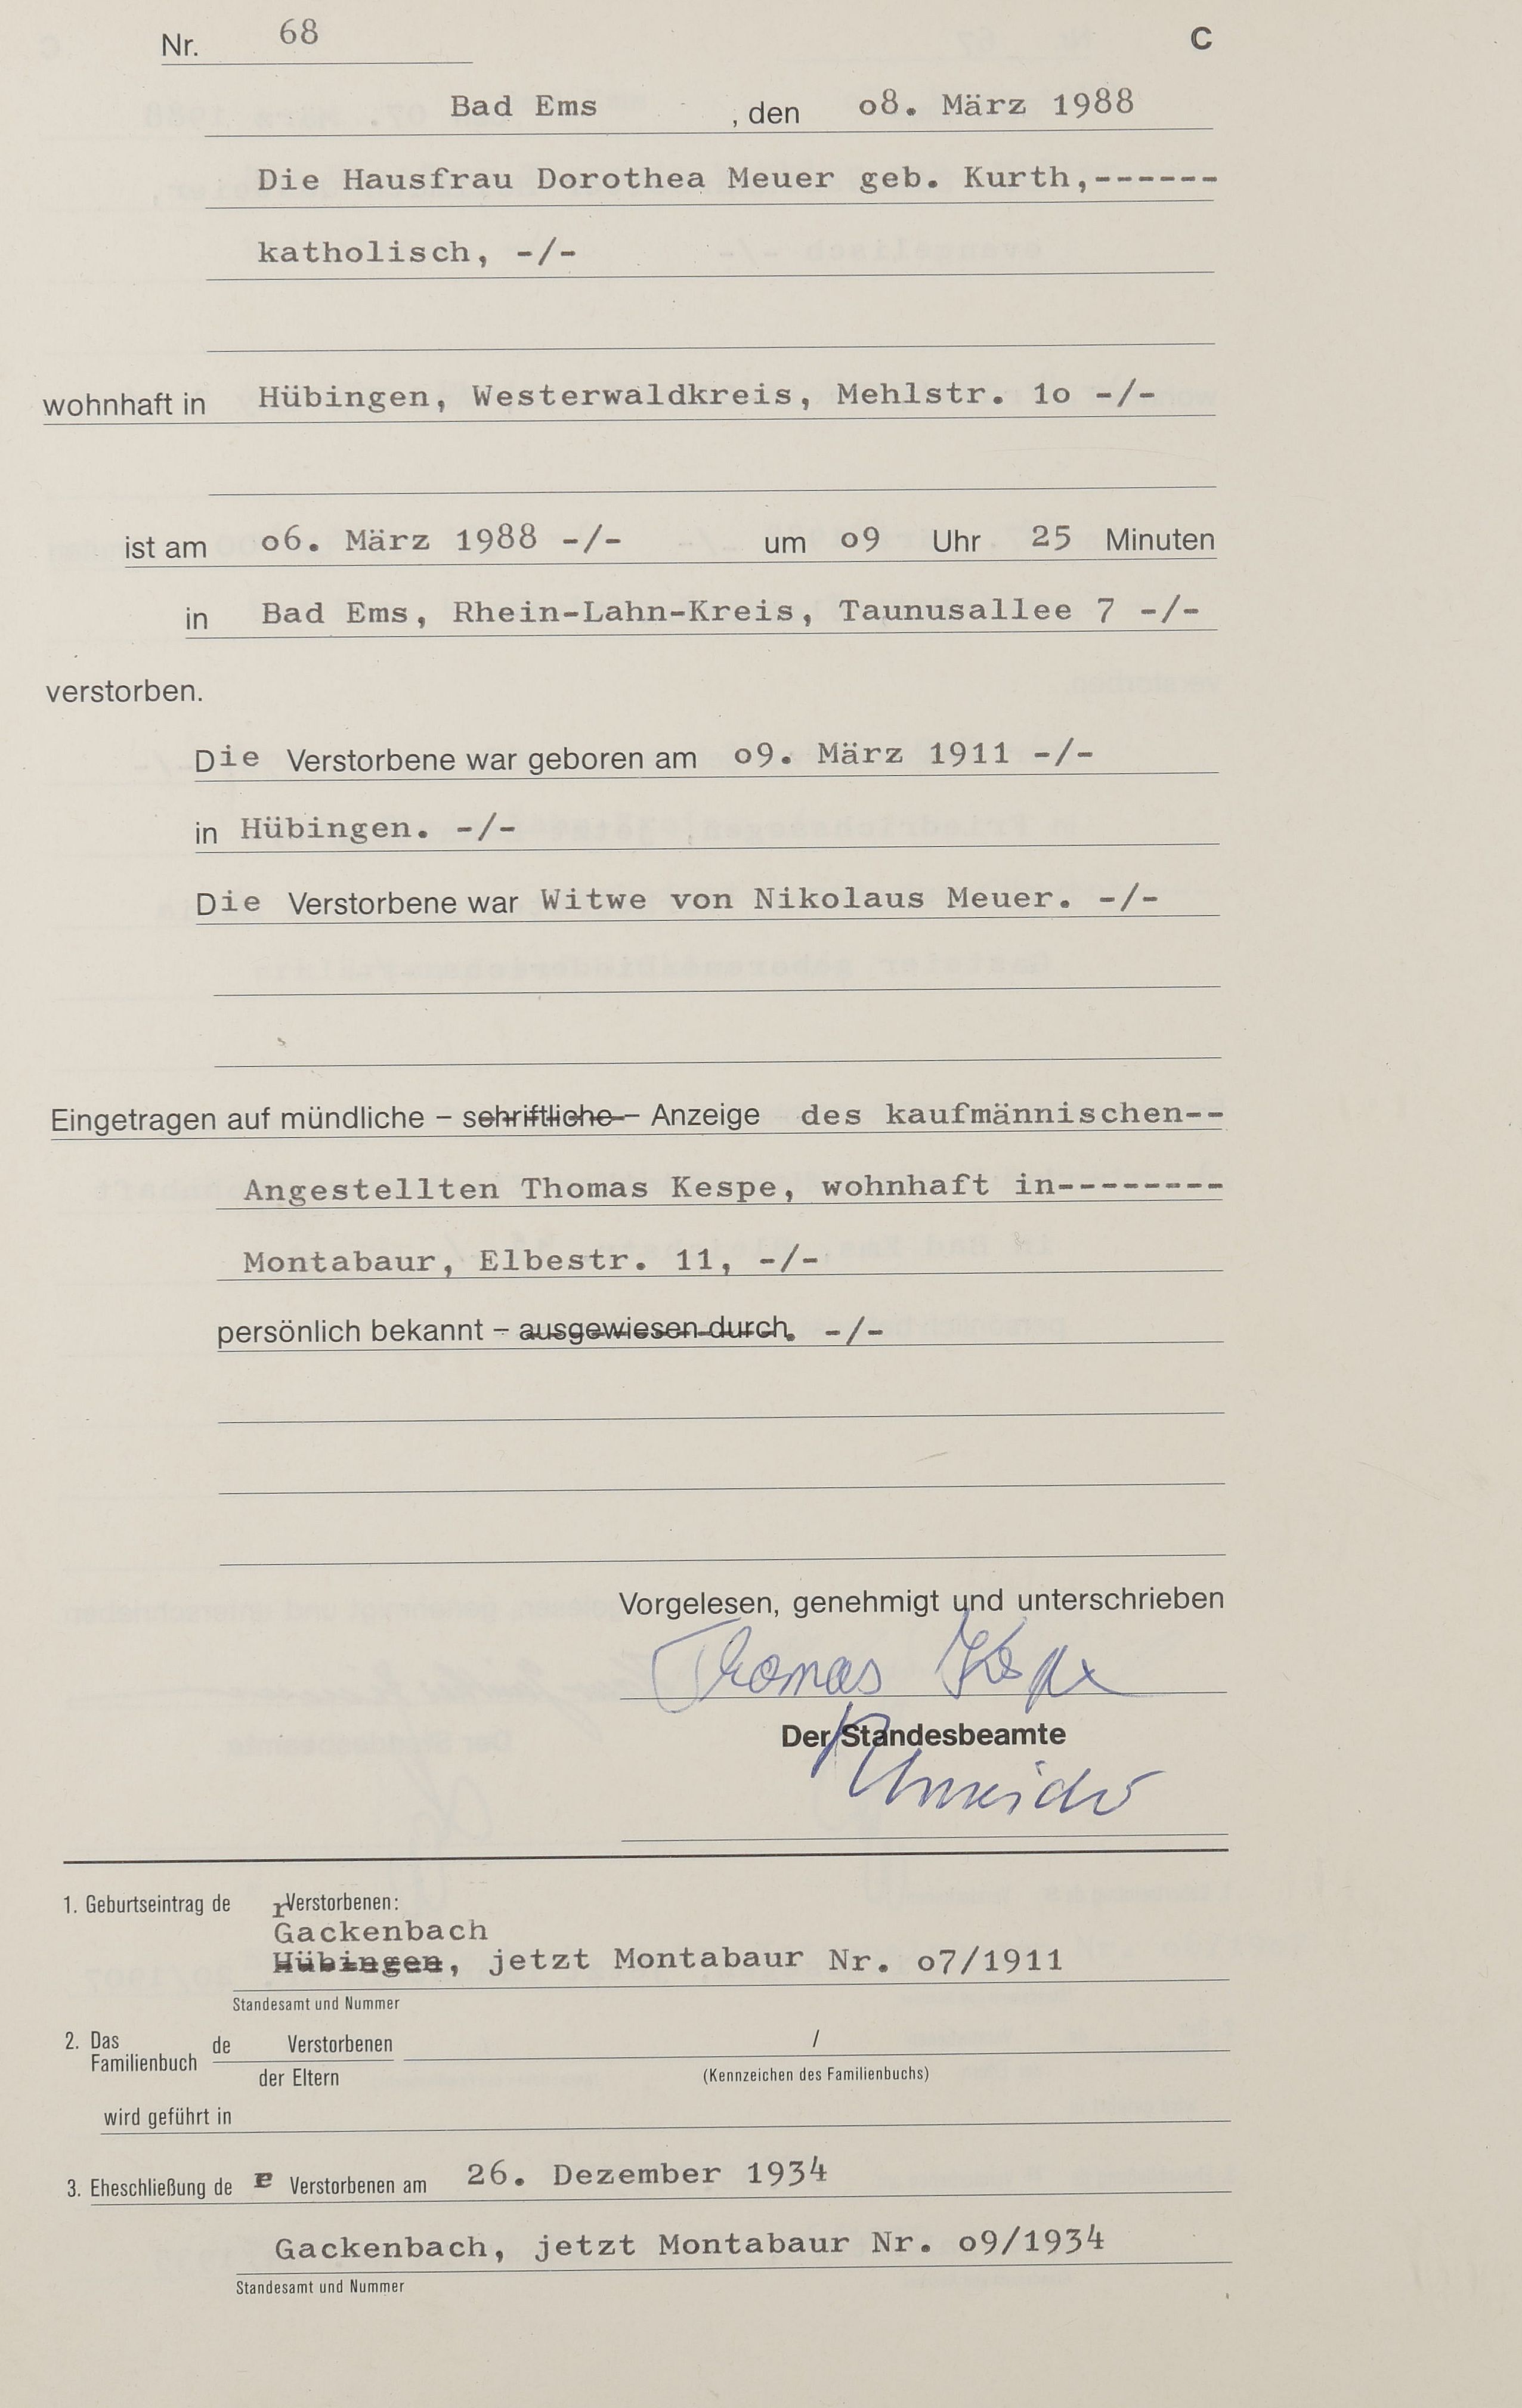 Nr. 68 C
Bad Ems , den o8. März 1988
Die Hausfrau Dorothea Meuer geb. Kurth,------
katholisch, -/-
wohnhaft in Hübingen, Westerwaldkreis, Mehlstr. 1o -/-
ist am o6. März 1988 -/- um o9 Uhr 25 Minuten
in Bad Ems, Rhein-Lahn-Kreis, Taunusallee 7 -/-
verstorben.
Die Verstorbene war geboren am o9. März 1911 -/-
in Hübingen. -/-
Die Verstorbene war Witwe von Nikolaus Meuer. -/-
Eingetragen auf mündliche – schriftliche – Anzeige des kaufmännischen--
Angestellten Thomas Kespe, wohnhaft in--------
Montabaur, Elbestr. 11, -/-
persönlich bekannt – ausgewiesen durch. -/-
Vorgelesen, genehmigt und unterschrieben
Thomas Kespe
Der Standesbeamte
1. Geburtseintrag de r Verstorbenen:
Gackenbach
Hübingen, jetzt Montabaur Nr. o7/1911
Standesamt und Nummer
2. Das Familienbuch de Verstorbenen /
der Eltern (Kennzeichen des Familienbuchs)
wird geführt in
3. Eheschließung de r Verstorbenen am 26. Dezember 1934
Gackenbach, jetzt Montabaur Nr. o9/1934
Standesamt und Nummer